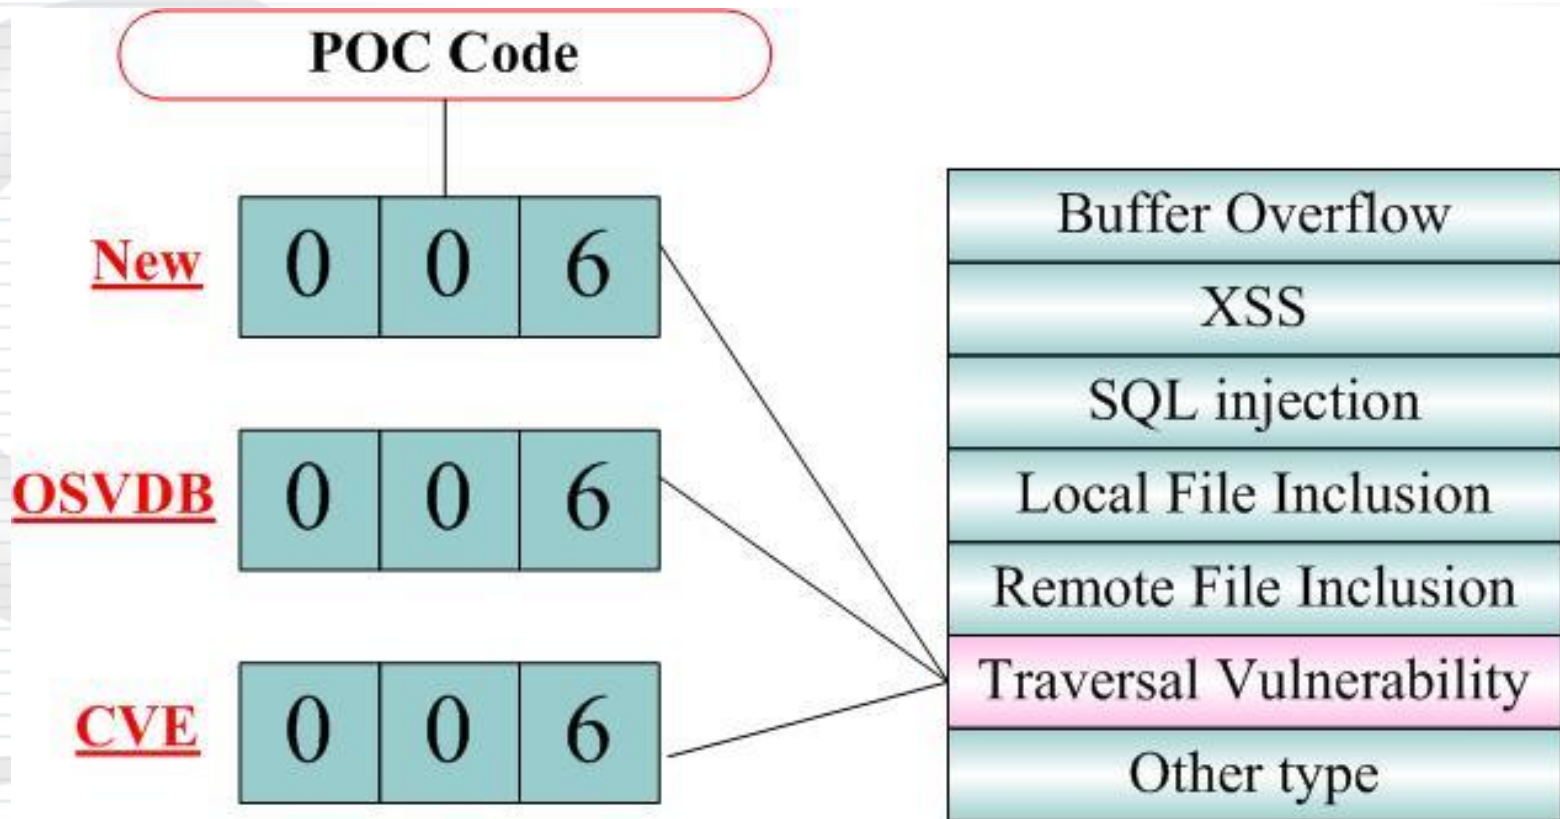 POC Code
New
0 0 6
OSVDB
0 0 6
CVE
0 0 6
Buffer Overflow
XSS
SQL injection
Local File Inclusion
Remote File Inclusion
Traversal Vulnerability
Other type